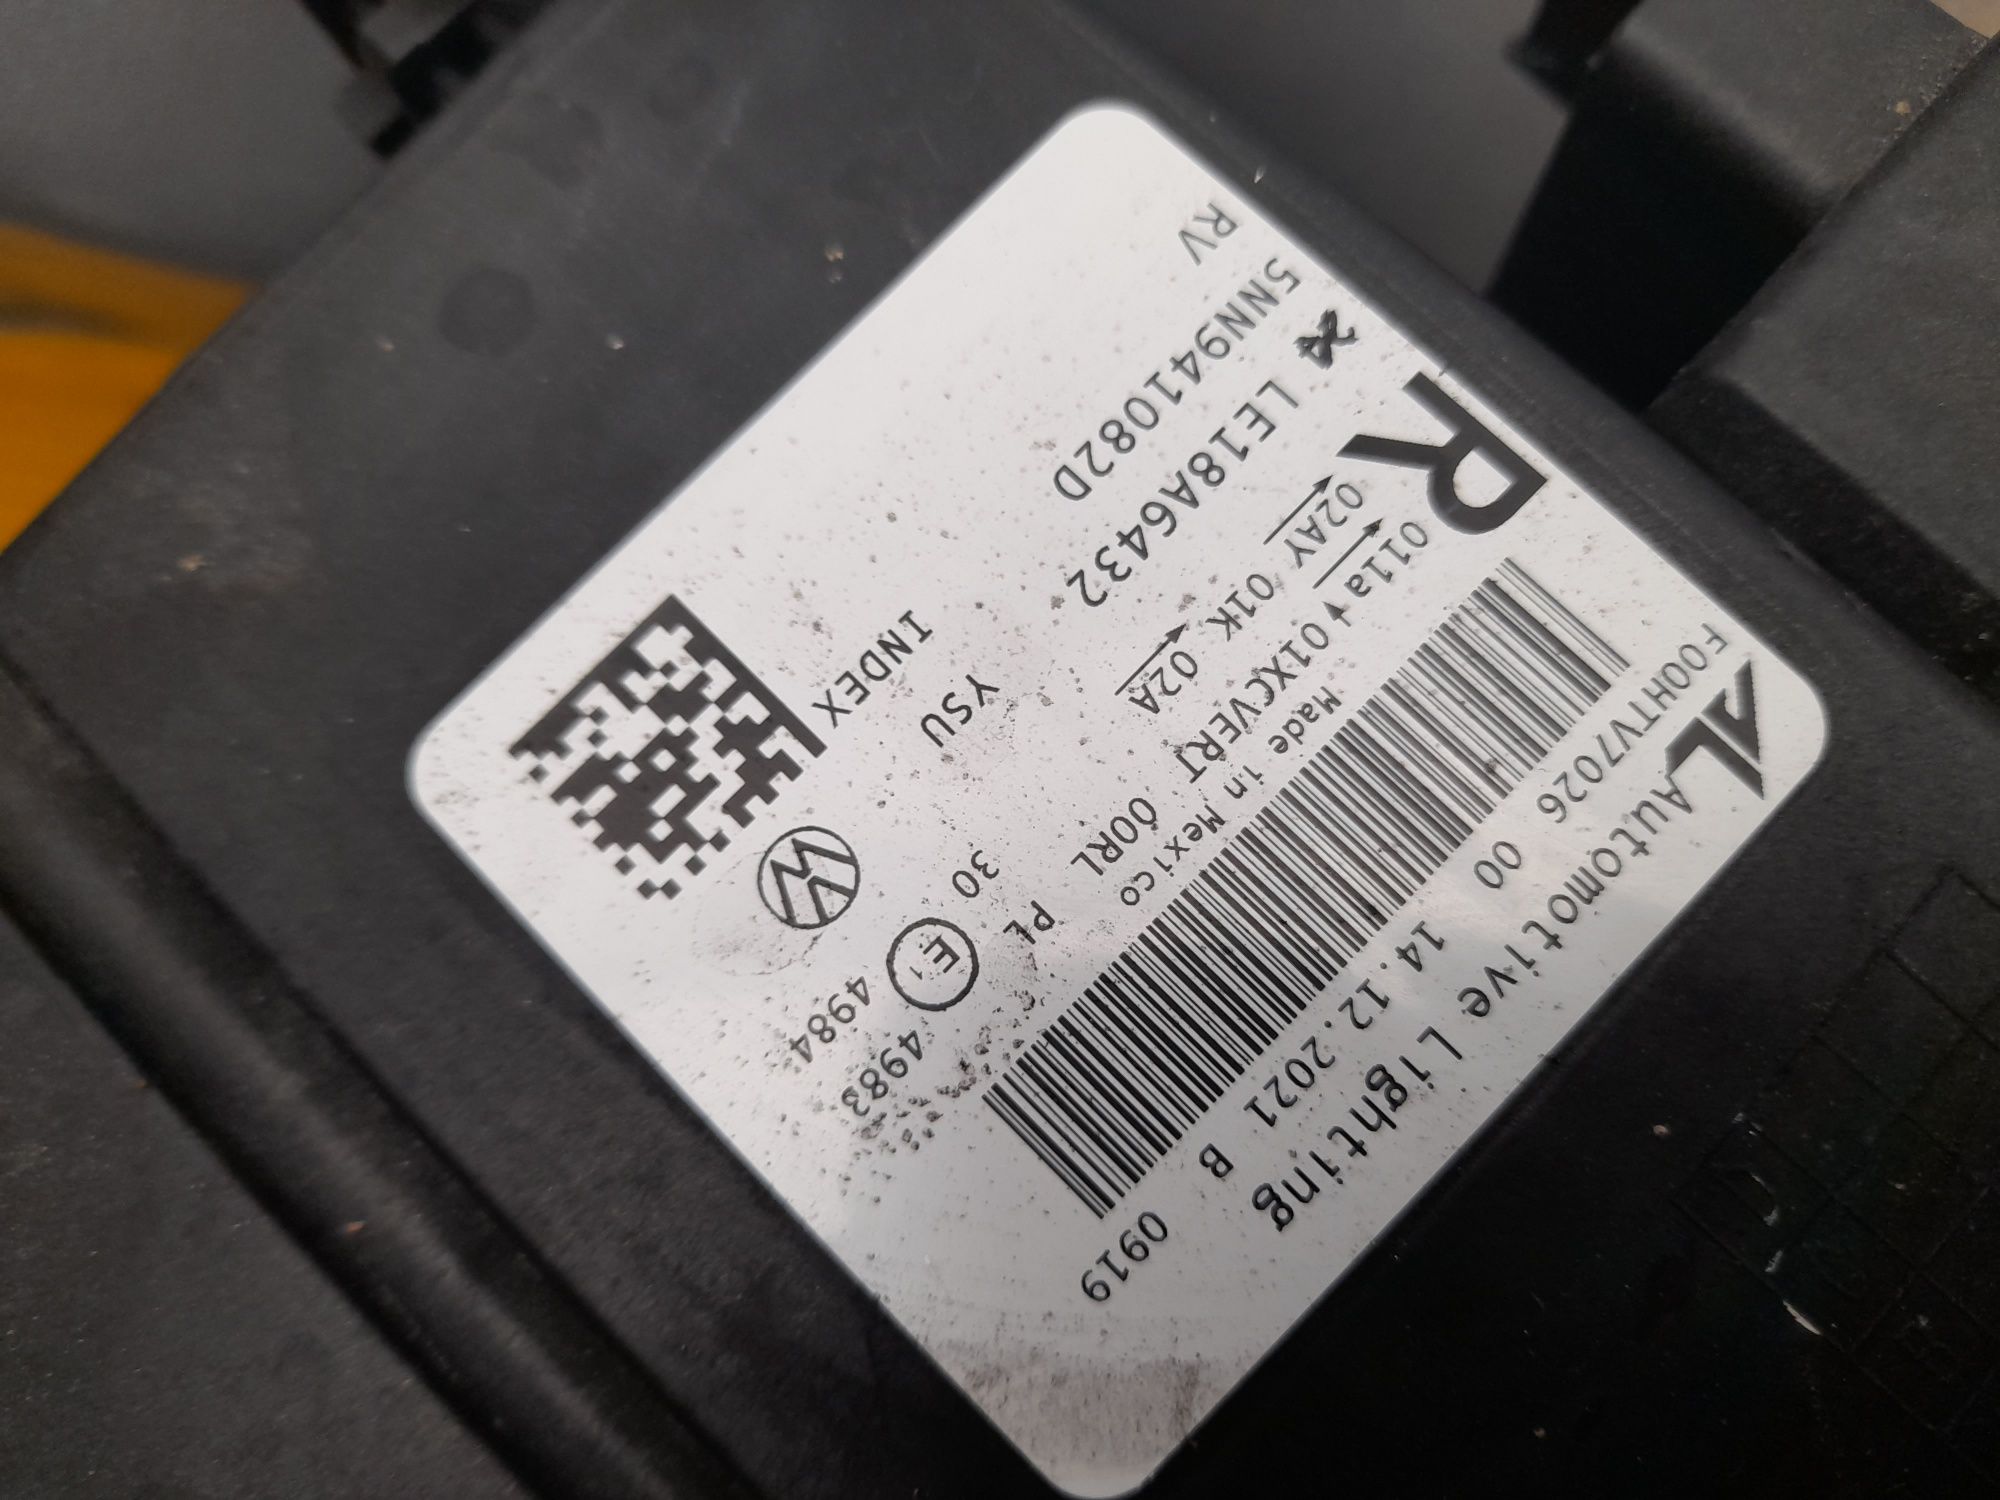 AL Automotive Lighting
F00HTV7026 00 14.12.2021 B 0919
R
Made in Mexico
011a 01XCVERT 00RL PL
02AY 01K 02A 30 E1 4983
4984
LE18A6432 YSU
5NN941082D INDEX
RV